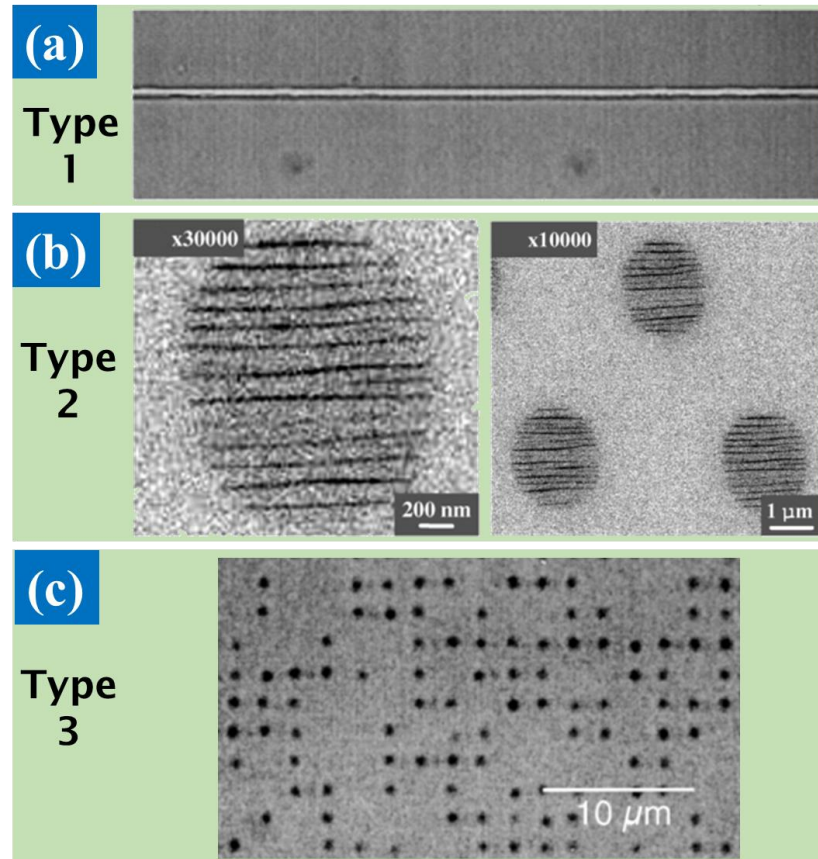 (a)
Type
1
(b)
Type
2
x30000
200 nm
x10000
1 μm
(c)
Type
3
10 μm